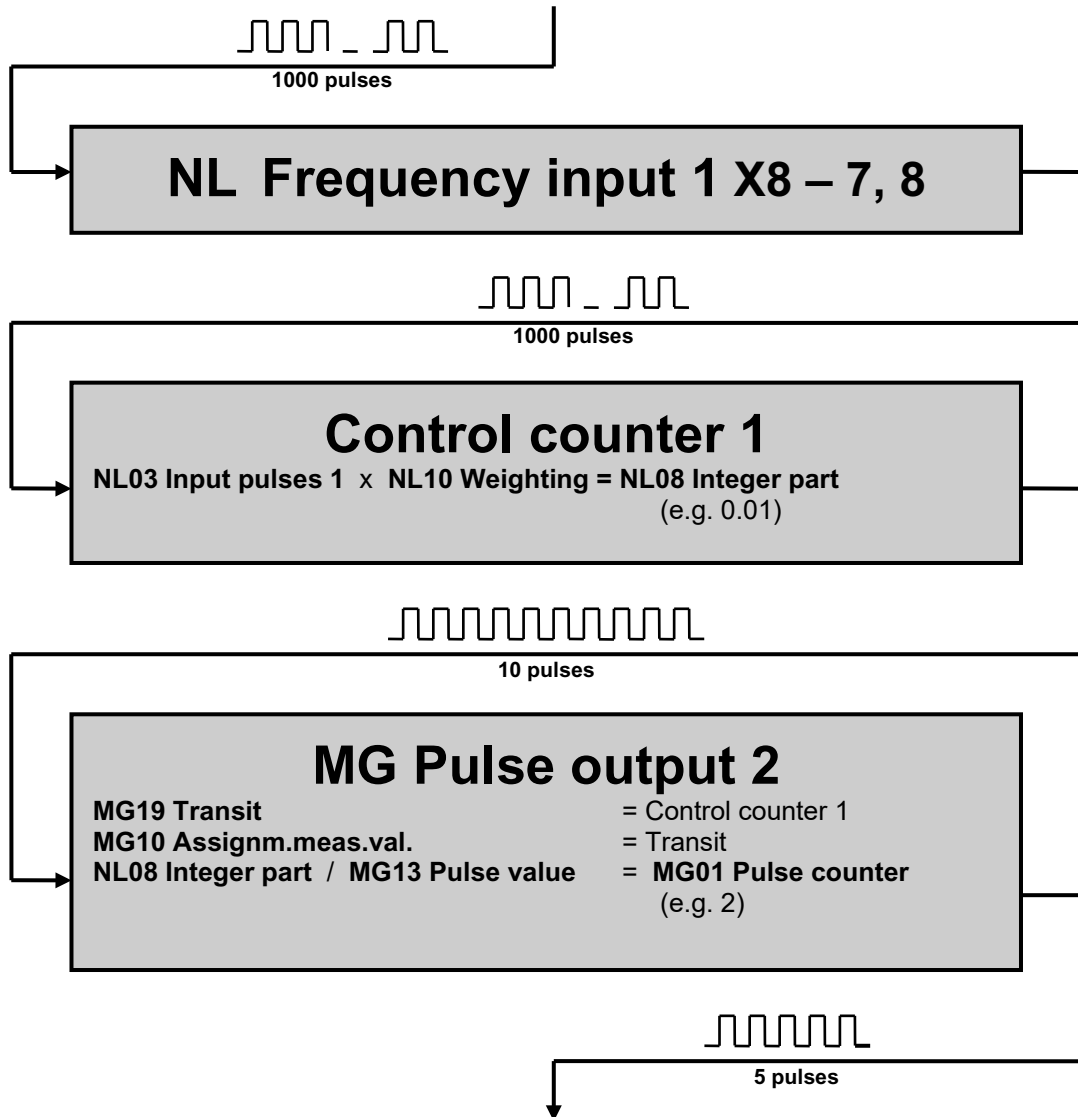 1000 pulses
NL Frequency input 1 X8 – 7, 8
1000 pulses
Control counter 1
NL03 Input pulses 1 x NL10 Weighting = NL08 Integer part
(e.g. 0.01)
10 pulses
MG Pulse output 2
MG19 Transit = Control counter 1
MG10 Assignm.meas.val. = Transit
NL08 Integer part / MG13 Pulse value = MG01 Pulse counter
(e.g. 2)
5 pulses